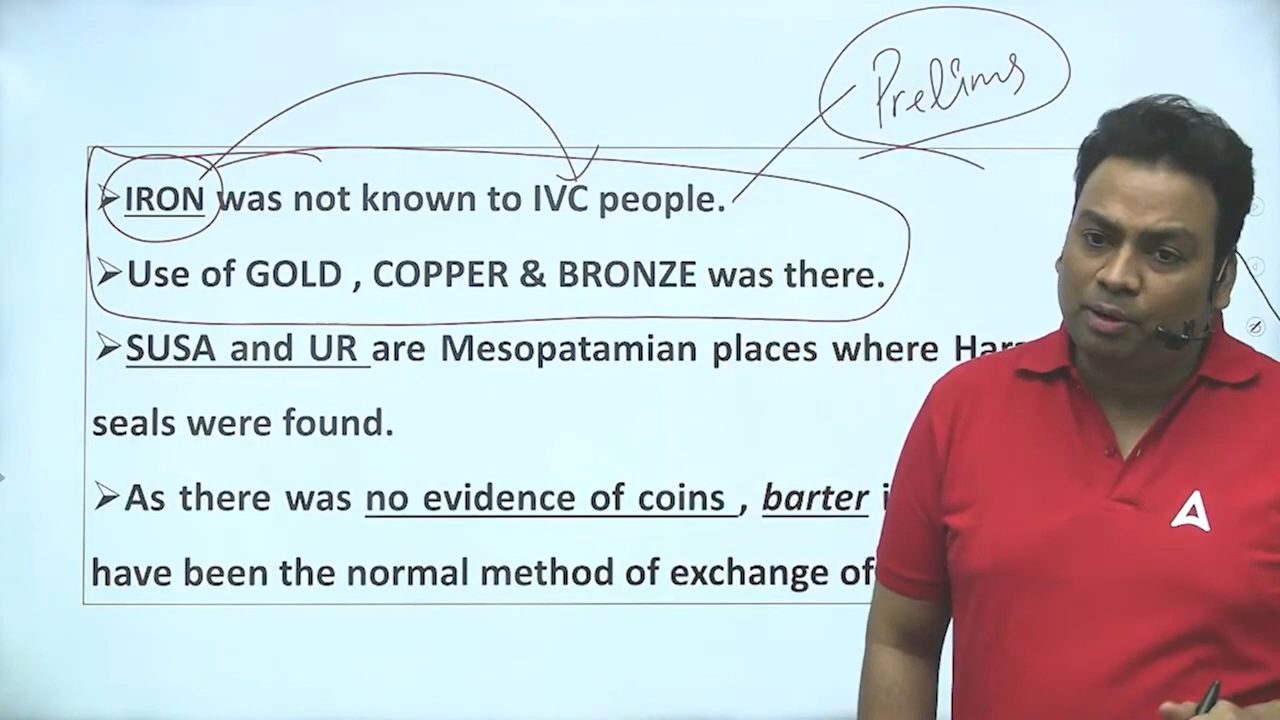 Prelims
➢IRON was not known to IVC people.
➢Use of GOLD , COPPER & BRONZE was there.
➢SUSA and UR are Mesopatamian places where
seals were found.
➢As there was no evidence of coins , barter
have been the normal method of exchange of